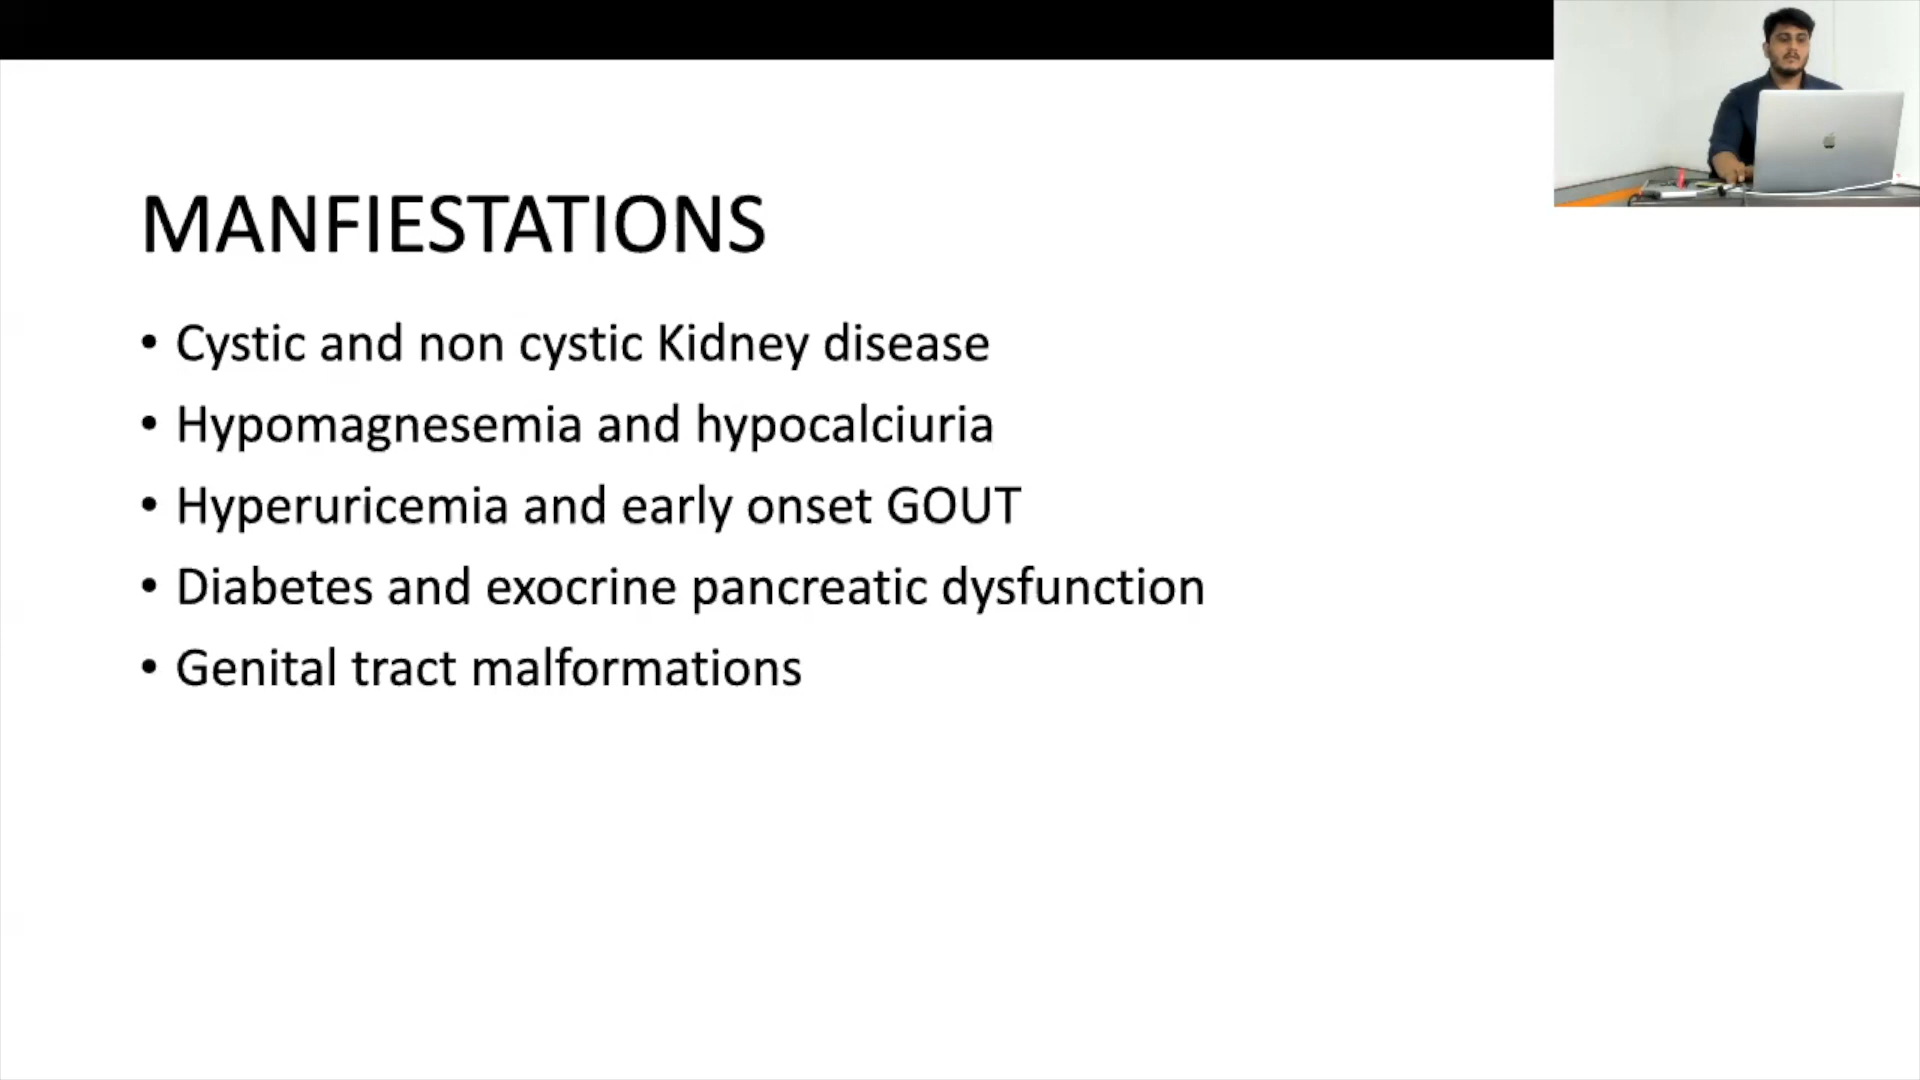 MANFIESTATIONS
• Cystic and non cystic Kidney disease
• Hypomagnesemia and hypocalciuria
• Hyperuricemia and early onset GOUT
• Diabetes and exocrine pancreatic dysfunction
• Genital tract malformations